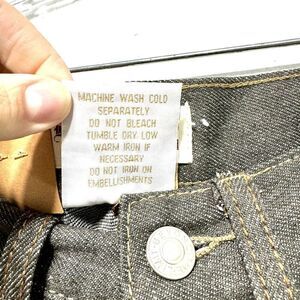 MACHINE WASH COLD
SEPARATELY
DO NOT BLEACH
TUMBLE DRY LOW
WARM IRON IF
NECESSARY
DO NOT IRON ON
EMBELLISHMENTS